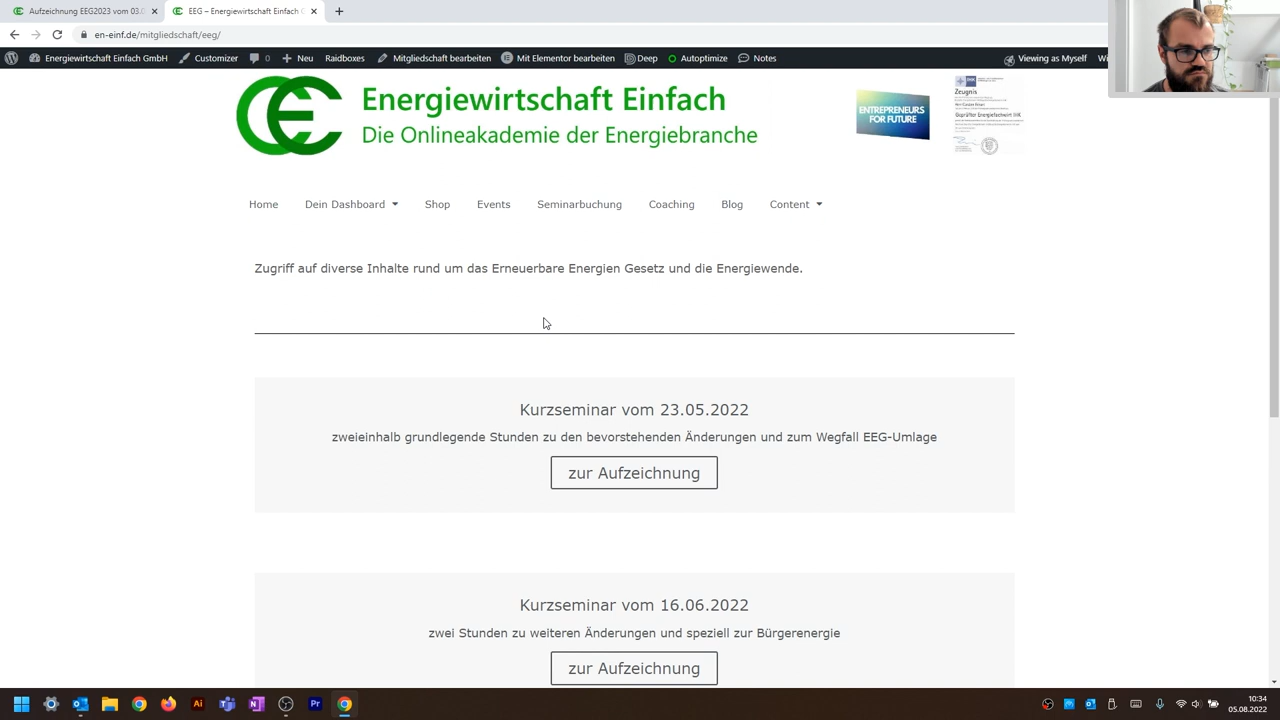 Aufzeichnung EEG2023 vom 03.0
EEG – Energiewirtschaft Einfach G
en-einf.de/mitgliedschaft/eeg/
Energiewirtschaft Einfach GmbH
Customizer
0
Neu
Raidboxes
Mitgliedschaft bearbeiten
Mit Elementor bearbeiten
Deep
Autoptimize
Notes
Viewing as Myself
Energiewirtschaft Einfach
Die Onlineakademie der Energiebranche
ENTREPRENEURS
FOR FUTURE
Zeugnis
Geprüfter Energiefachwirt IHK
Home
Dein Dashboard
Shop
Events
Seminarbuchung
Coaching
Blog
Content
Zugriff auf diverse Inhalte rund um das Erneuerbare Energien Gesetz und die Energiewende.
Kurzseminar vom 23.05.2022
zweieinhalb grundlegende Stunden zu den bevorstehenden Änderungen und zum Wegfall EEG-Umlage
zur Aufzeichnung
Kurzseminar vom 16.06.2022
zwei Stunden zu weiteren Änderungen und speziell zur Bürgerenergie
zur Aufzeichnung
10:34
05.08.2022